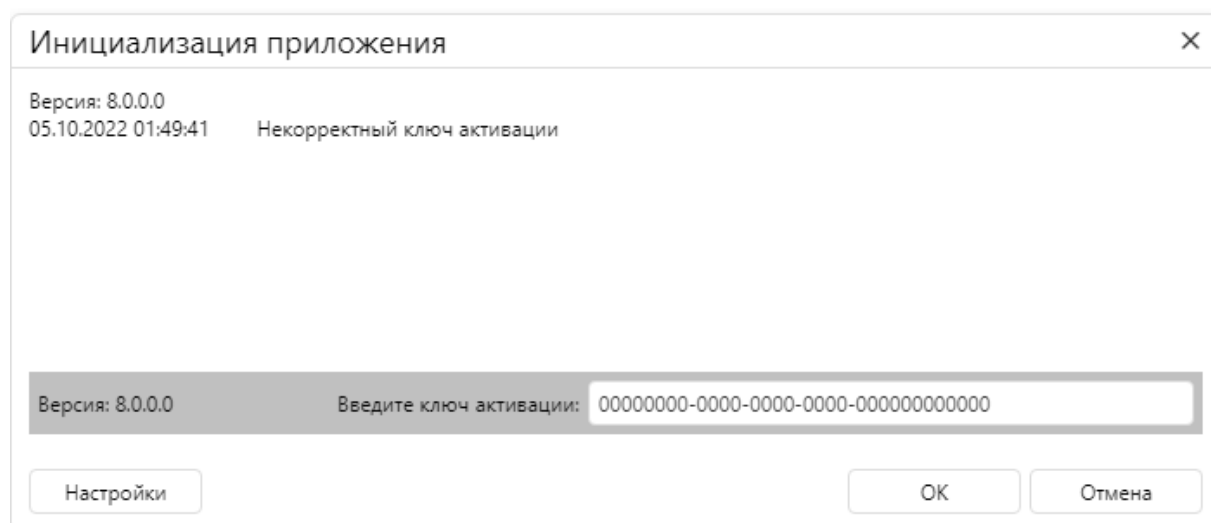 Инициализация приложения
Версия: 8.0.0.0
05.10.2022 01:49:41 Некорректный ключ активации
Версия: 8.0.0.0 Введите ключ активации: 00000000-0000-0000-0000-000000000000
Настройки ОК Отмена